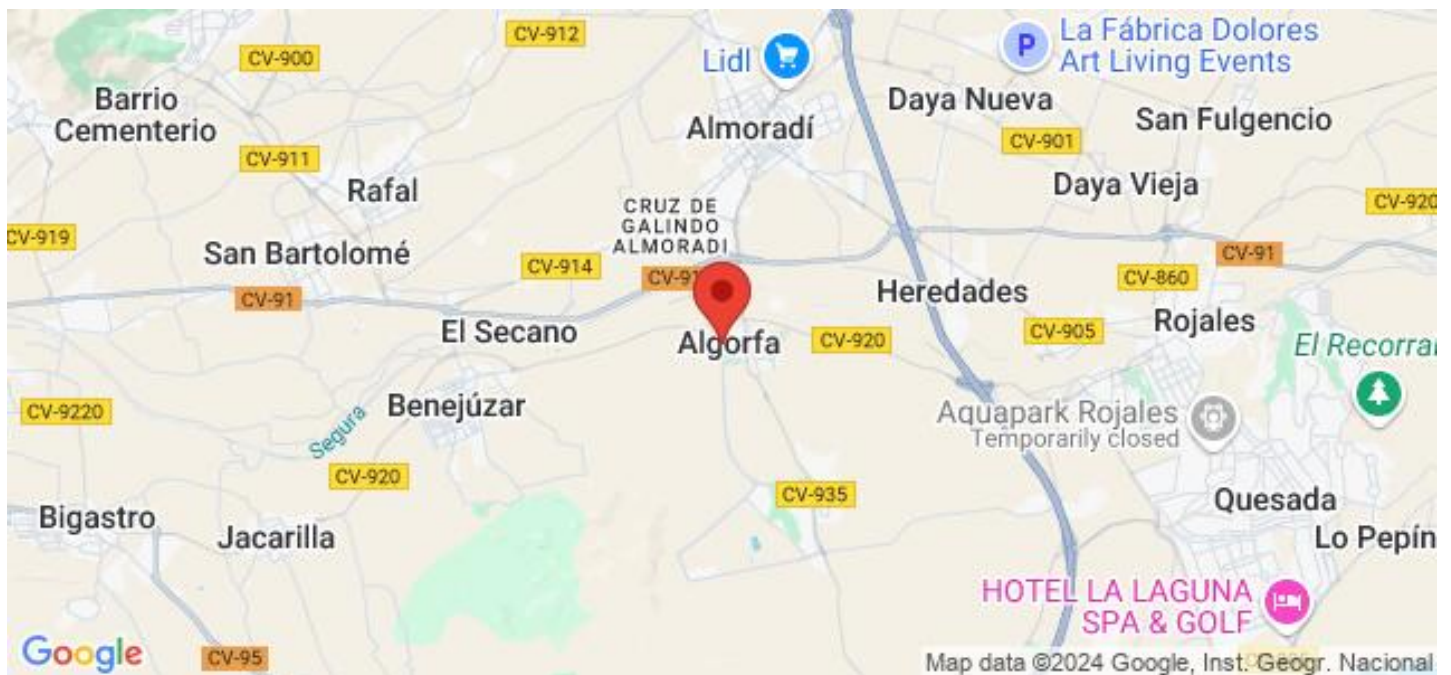 CV-912
CV-900
Lidl
La Fábrica Dolores
Art Living Events
Barrio
Cementerio
Daya Nueva
San Fulgencio
Almoradí
CV-901
CV-911
Rafal
Daya Vieja
CV-920
CRUZ DE
GALINDO
ALMORADI
CV-919
San Bartolomé
CV-914
CV-91
CV-91
CV-860
CV-91
Heredades
El Secano
Algorfa
CV-920
CV-905
Rojales
El Recorral
CV-9220
Benejúzar
Segura
Aquapark Rojales
Temporarily closed
CV-920
CV-935
Quesada
Bigastro
Jacarilla
Lo Pepín
HOTEL LA LAGUNA
SPA & GOLF
Google
CV-95
Map data ©2024 Google, Inst. Geogr. Nacional